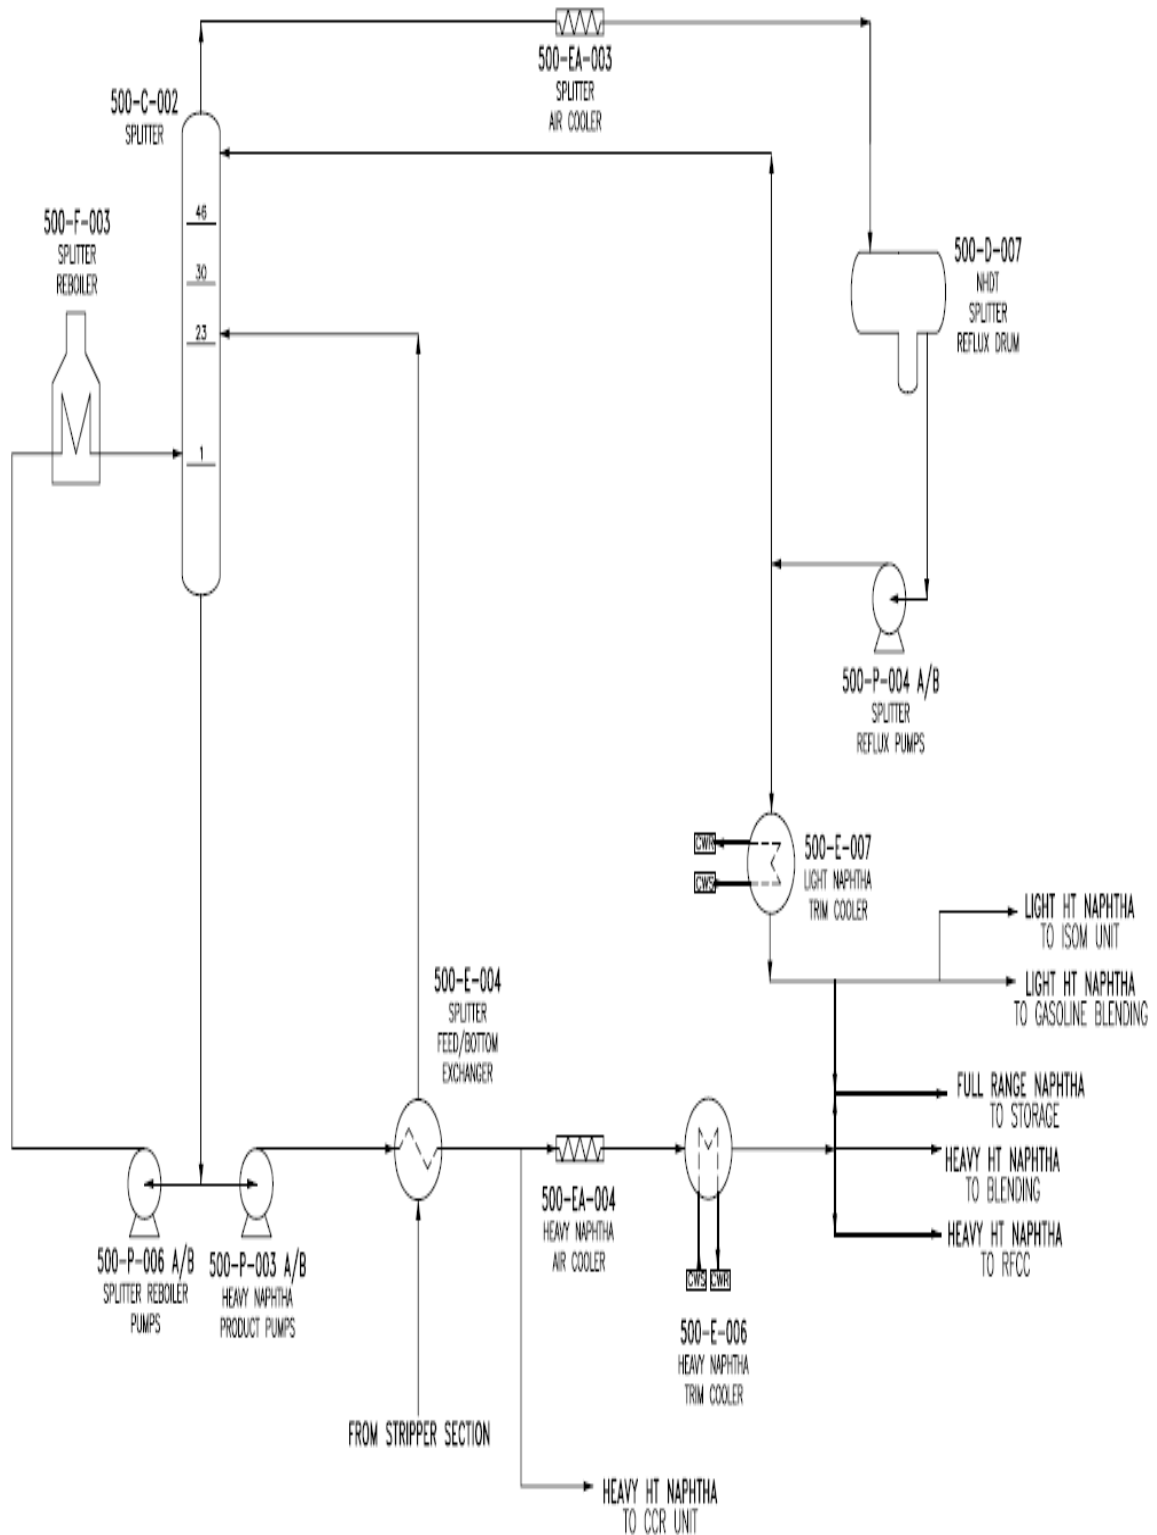 500-EA-003
SPLITTER
AIR COOLER
500-C-002
SPLITTER
46
30
23
1
500-F-003
SPLITTER
REBOILER
500-D-007
NHDT
SPLITTER
REFLUX DRUM
500-P-004 A/B
SPLITTER
REFLUX PUMPS
CWR
CWS
500-E-007
LIGHT NAPHTHA
TRIM COOLER
LIGHT HT NAPHTHA
TO ISOM UNIT
LIGHT HT NAPHTHA
TO GASOLINE BLENDING
500-E-004
SPLITTER
FEED/BOTTOM
EXCHANGER
FULL RANGE NAPHTHA
TO STORAGE
HEAVY HT NAPHTHA
TO BLENDING
HEAVY HT NAPHTHA
TO RFCC
500-P-006 A/B
SPLITTER REBOILER
PUMPS
500-P-003 A/B
HEAVY NAPHTHA
PRODUCT PUMPS
500-EA-004
HEAVY NAPHTHA
AIR COOLER
CWS CWR
500-E-006
HEAVY NAPHTHA
TRIM COOLER
FROM STRIPPER SECTION
HEAVY HT NAPHTHA
TO CCR UNIT